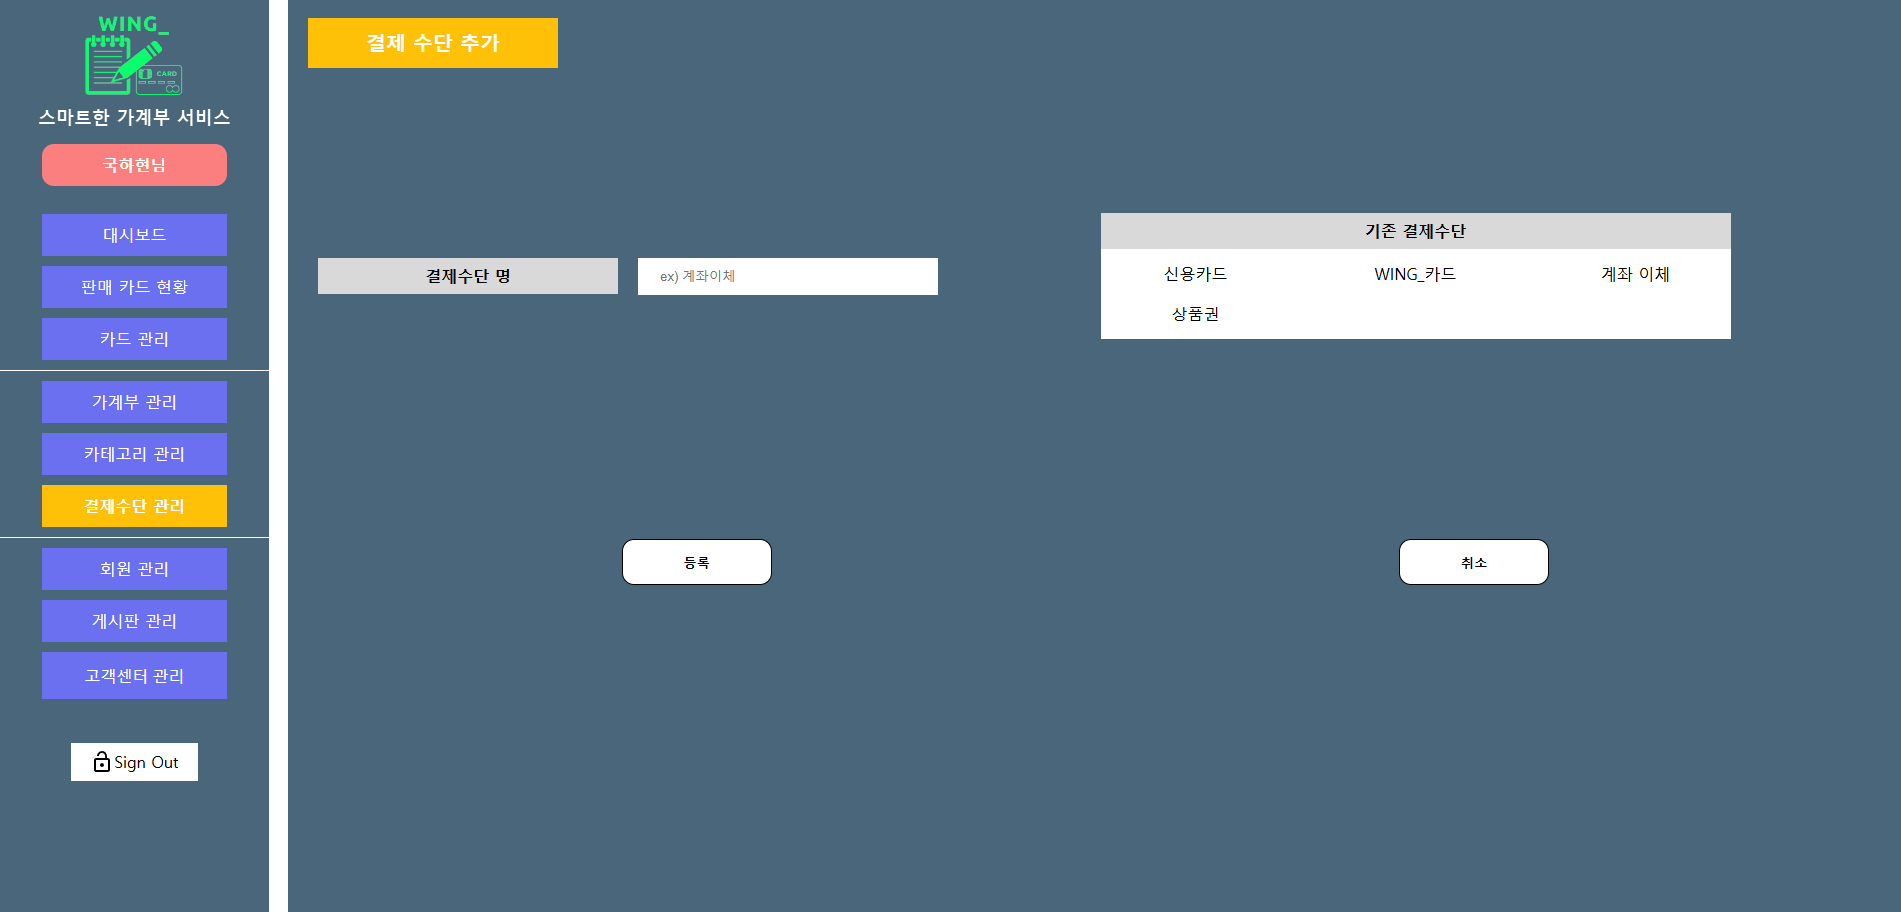 WING_
CARD
스마트한 가계부 서비스
국하현님
대시보드
판매 카드 현황
카드 관리
가계부 관리
카테고리 관리
결제수단 관리
회원 관리
게시판 관리
고객센터 관리
Sign Out
결제 수단 추가
결제수단 명
ex) 계좌이체
기존 결제수단
신용카드 WING_카드 계좌 이체
상품권
등록
취소